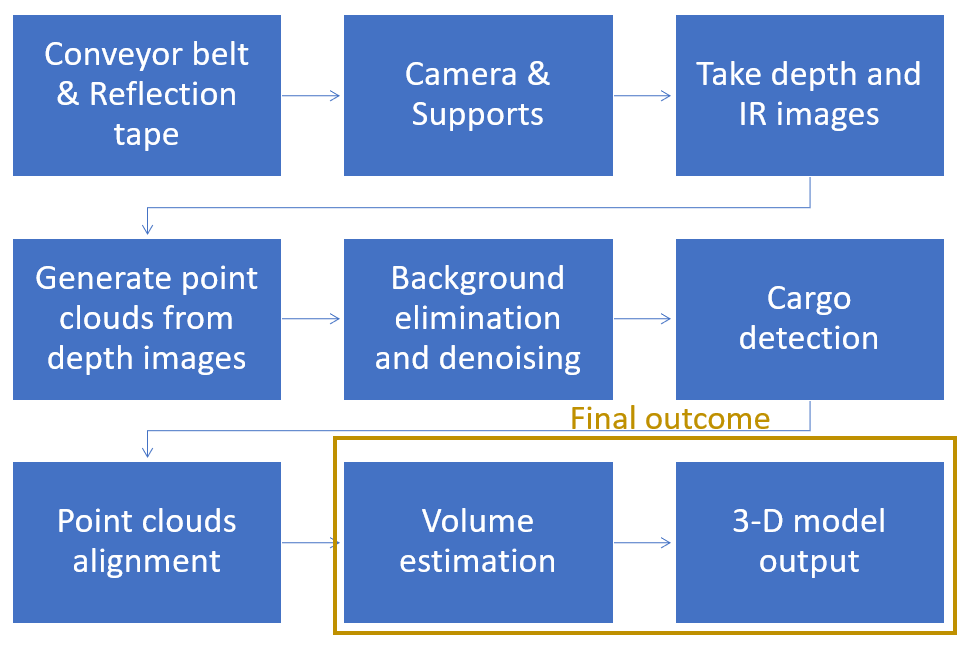 Conveyor belt
& Reflection
tape
Camera &
Supports
Take depth and
IR images
Generate point
clouds from
depth images
Background
elimination
and denoising
Cargo
detection
Final outcome
Point clouds
alignment
Volume
estimation
3-D model
output